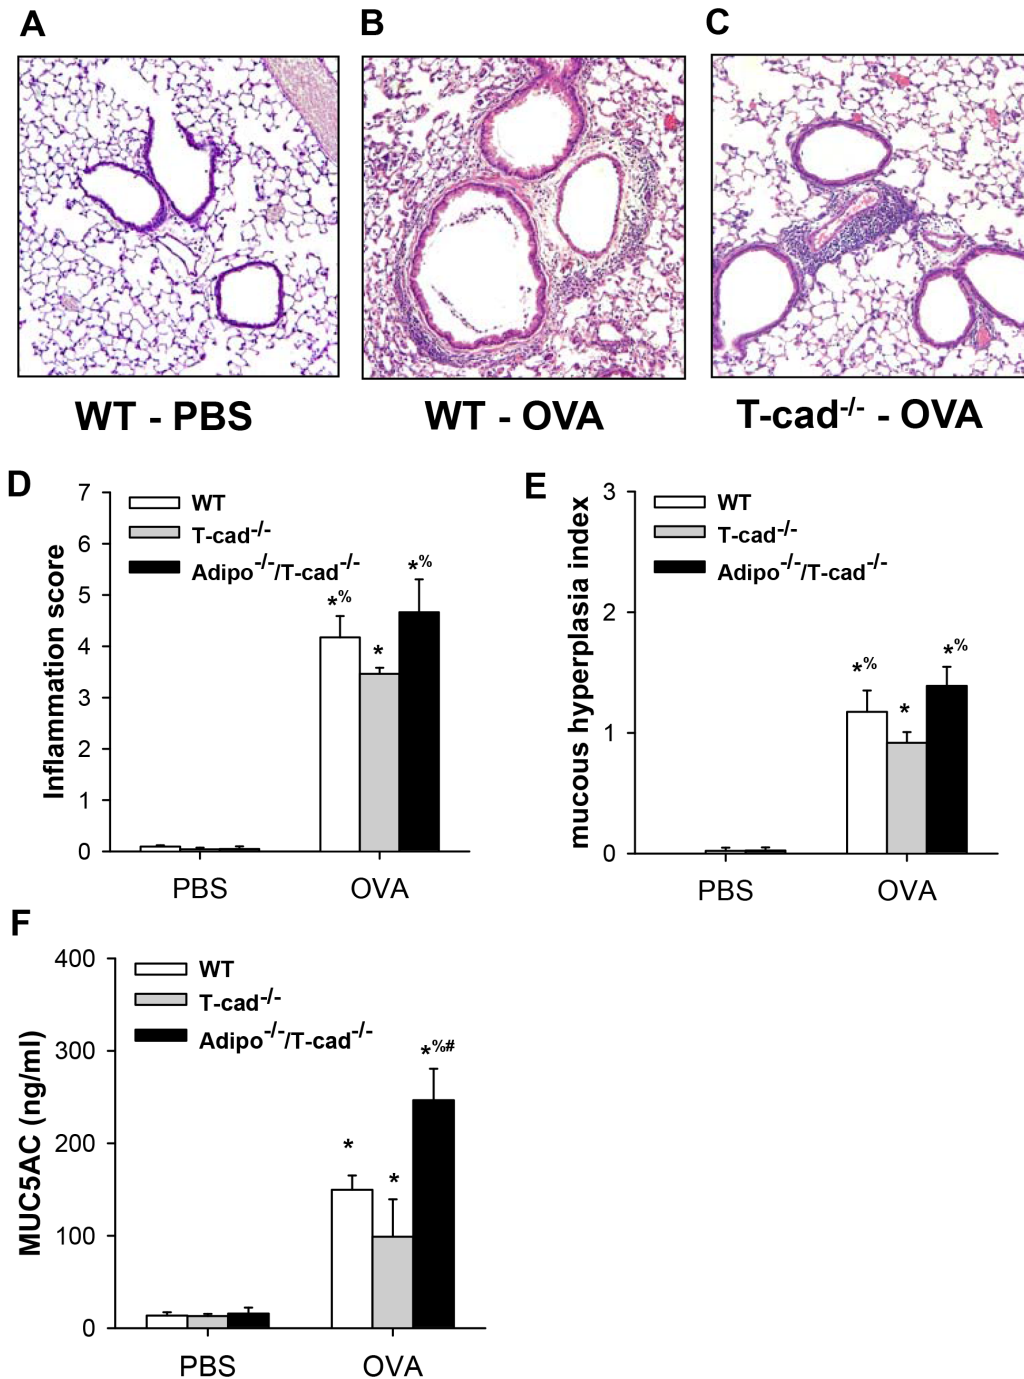 A
B
C
WT - PBS
WT - OVA
T-cad-/- - OVA
D
Inflammation score
7
6
5
4
3
2
1
0
WT
T-cad-/-
Adipo-/-/T-cad-/-
*%
*
*%
PBS
OVA
E
mucous hyperplasia index
3
2
1
0
WT
T-cad-/-
Adipo-/-/T-cad-/-
*%
*
*%
PBS
OVA
F
MUC5AC (ng/ml)
400
300
200
100
0
WT
T-cad-/-
Adipo-/-/T-cad-/-
*
*
*%#
PBS
OVA